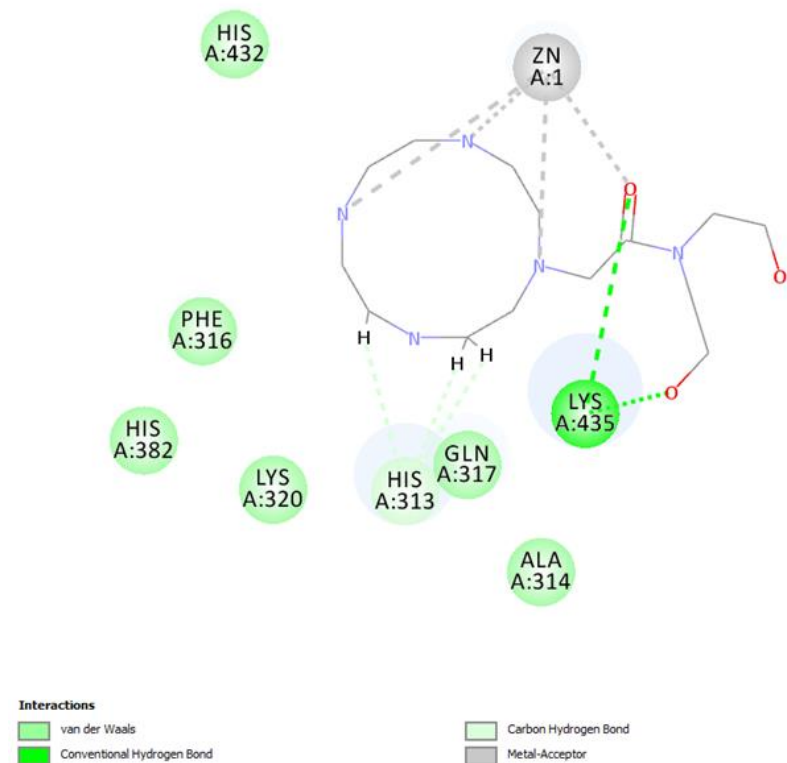 HIS
A:432
ZN
A:1
N
N
O
N
N
O
PHE
A:316
H
N
H
H
LYS
A:435
O
HIS
A:382
GLN
A:317
LYS
A:320
HIS
A:313
ALA
A:314
Interactions
van der Waals
Conventional Hydrogen Bond
Carbon Hydrogen Bond
Metal-Acceptor